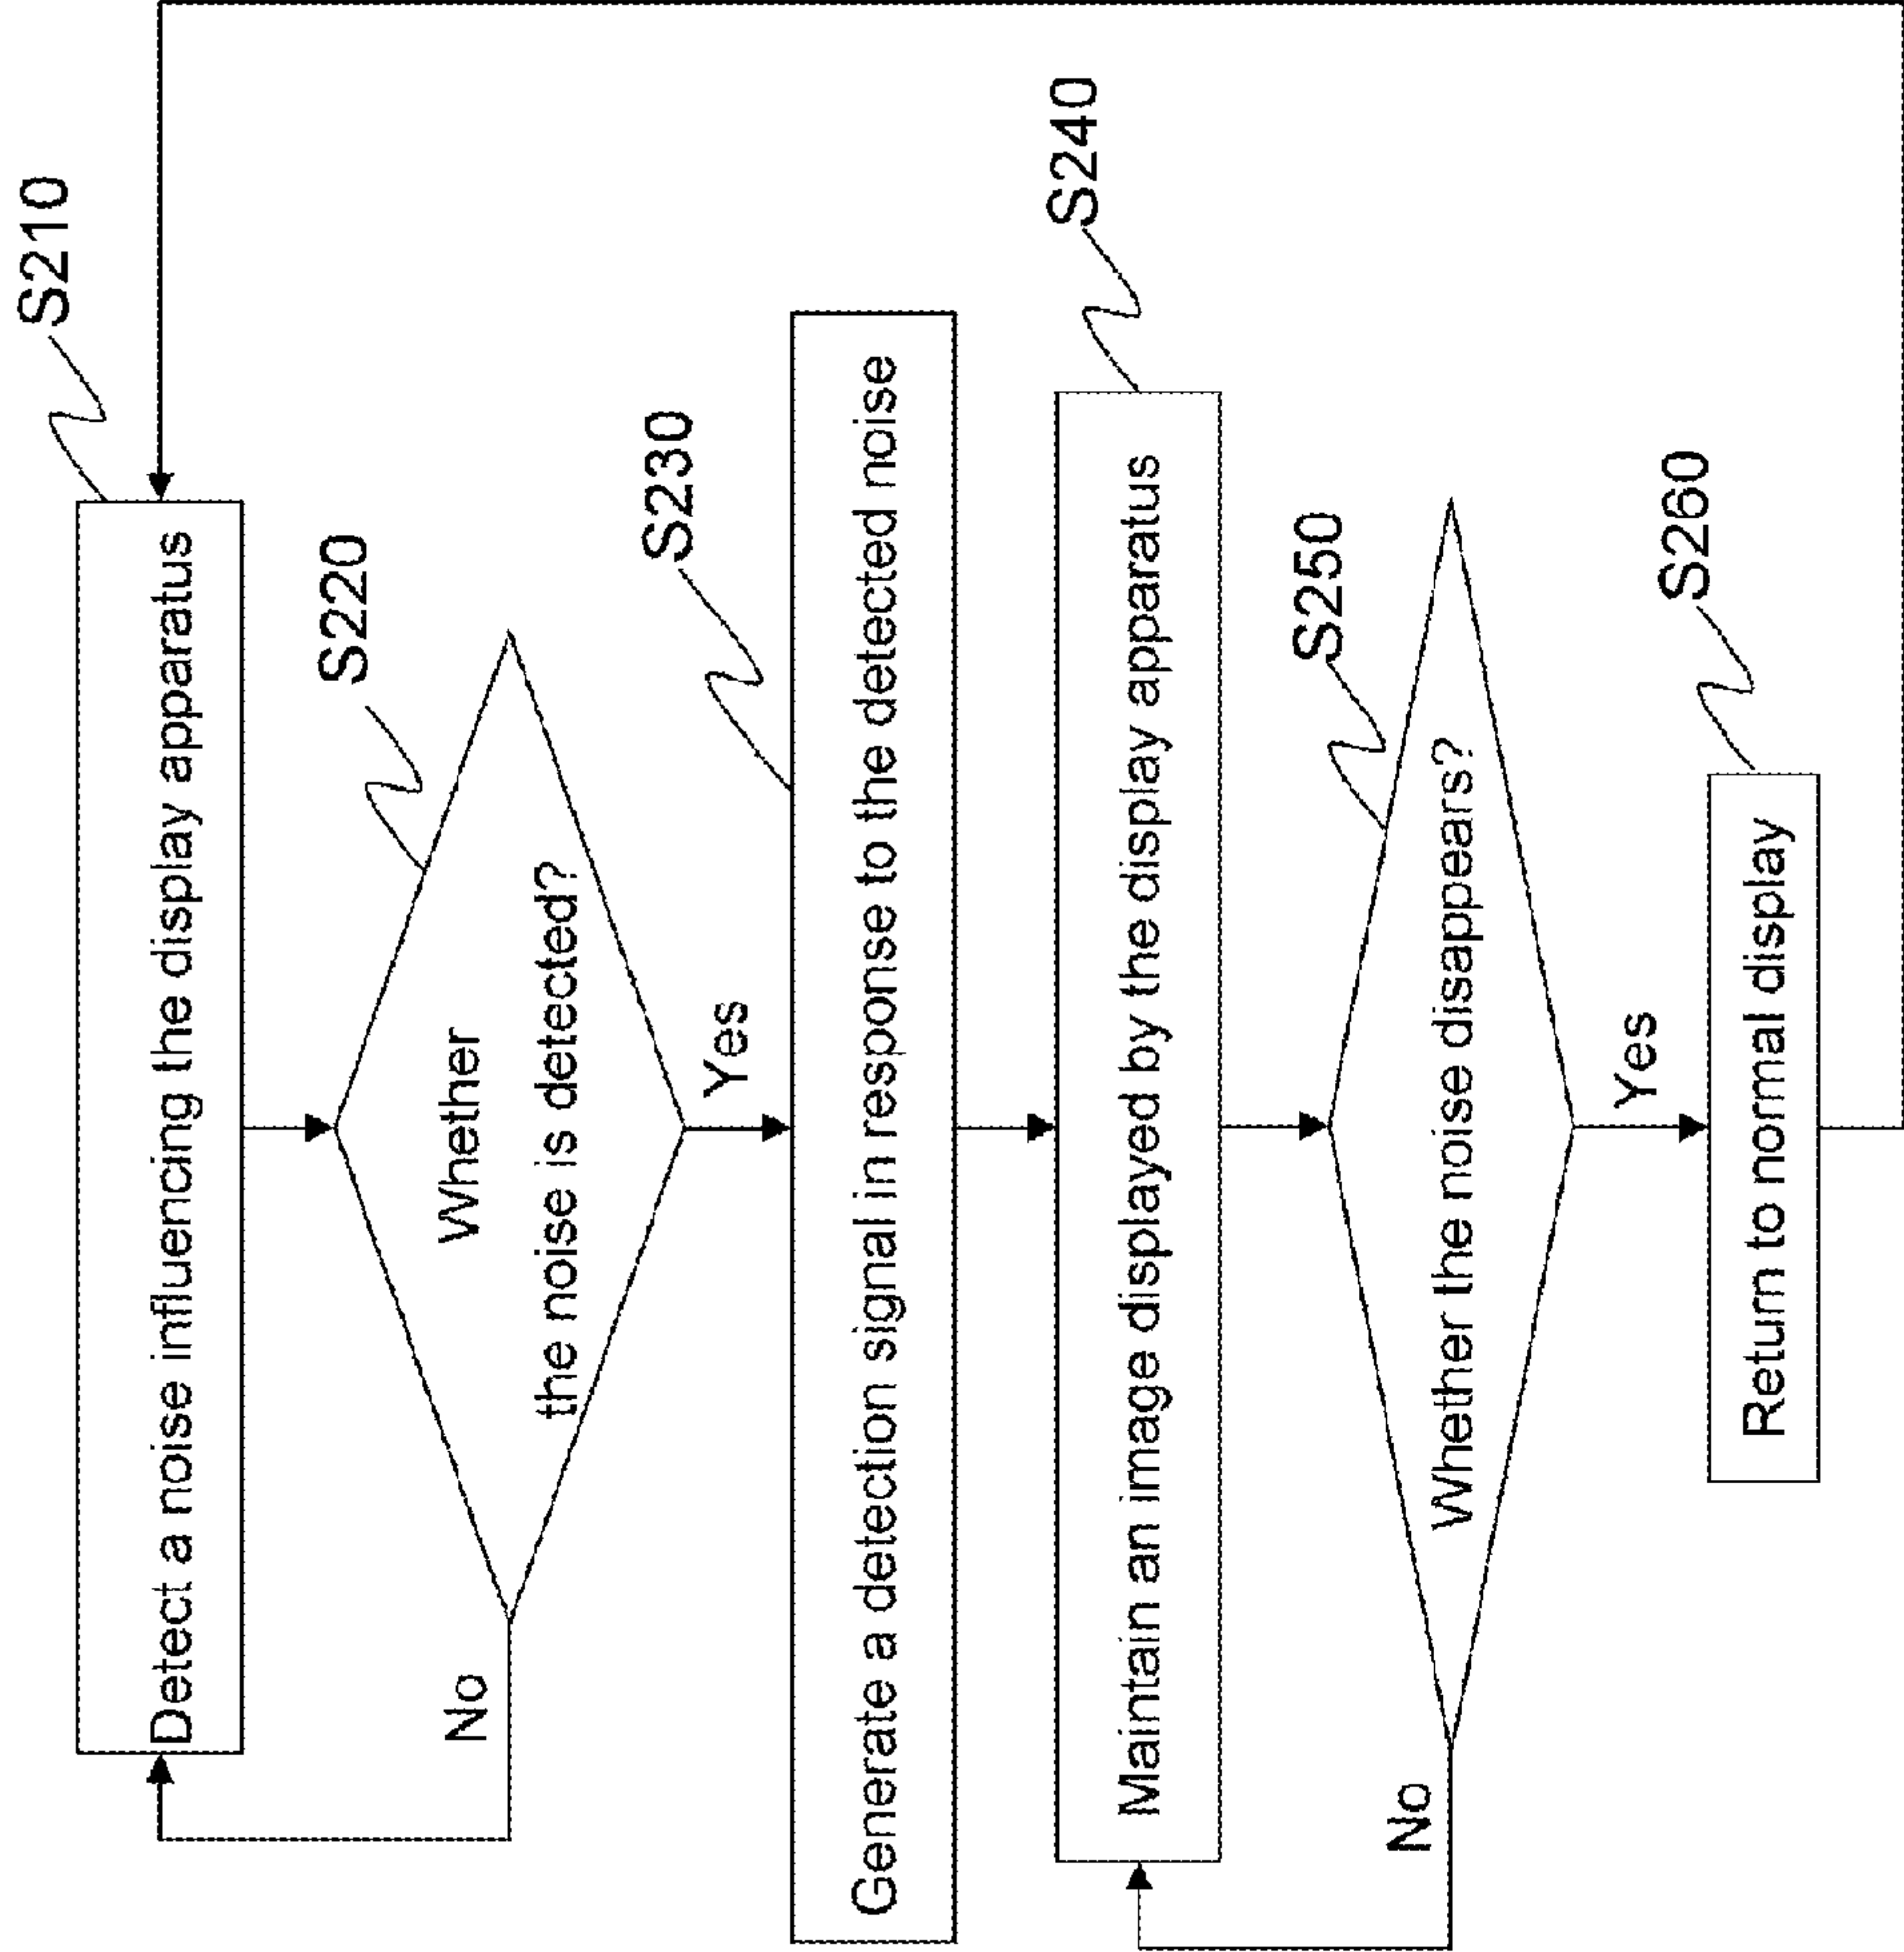 S210
Detect a noise influencing the display apparatus
S220
Whether
the noise is detected?
No
Yes
S230
Generate a detection signal in response to the detected noise
S240
Maintain an image displayed by the display apparatus
S250
Whether the noise disappears?
No
Yes
S260
Return to normal display